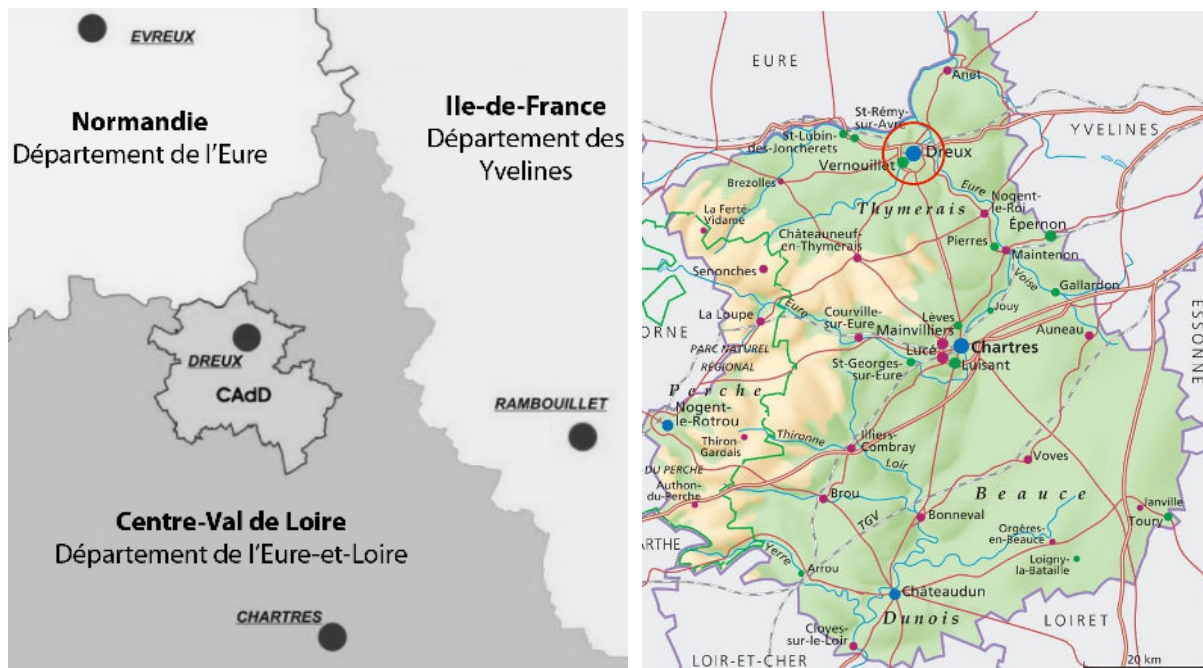 EVREUX
Normandie
Département de l'Eure
Ile-de-France
Département des
Yvelines
DREUX
CAdD
RAMBOUILLET
Centre-Val de Loire
Département de l'Eure-et-Loire
CHARTRES
EURE
Anet
St-Rémy-
sur-Avre
St-Lubin-
des-Joncherets
YVELINES
Dreux
Vernouillet
Brezolles
Eure
Nogent-
le-Roi
La Ferté-
Vidame
Thymerais
Épernon
Châteauneuf-
en-Thymerais
Pierres
Maintenon
Senonches
Voise
Gallardon
ESSONNE
Eure
Courville-
sur-Eure
Lèves
Jouy
La Loupe
Mainvilliers
Auneau
ORNE
PARC NATUREL
RÉGIONAL
Lucé
Chartres
St-Georges-
sur-Eure
Luisant
Perche
Nogent-
le-Rotrou
Thiron-
Gardais
Thironne
Illiers-
Combray
Loir
Voves
DU PERCHE
Authon-
du-Perche
Brou
Beauce
Janville
TGV
Bonneval
Toury
Orgères-
en-Beauce
ARTHE
Yerre
Arrou
Loigny-
la-Bataille
Châteaudun
Dunois
LOIRET
Cloyes-
sur-le-Loir
LOIR-ET-CHER
20 km